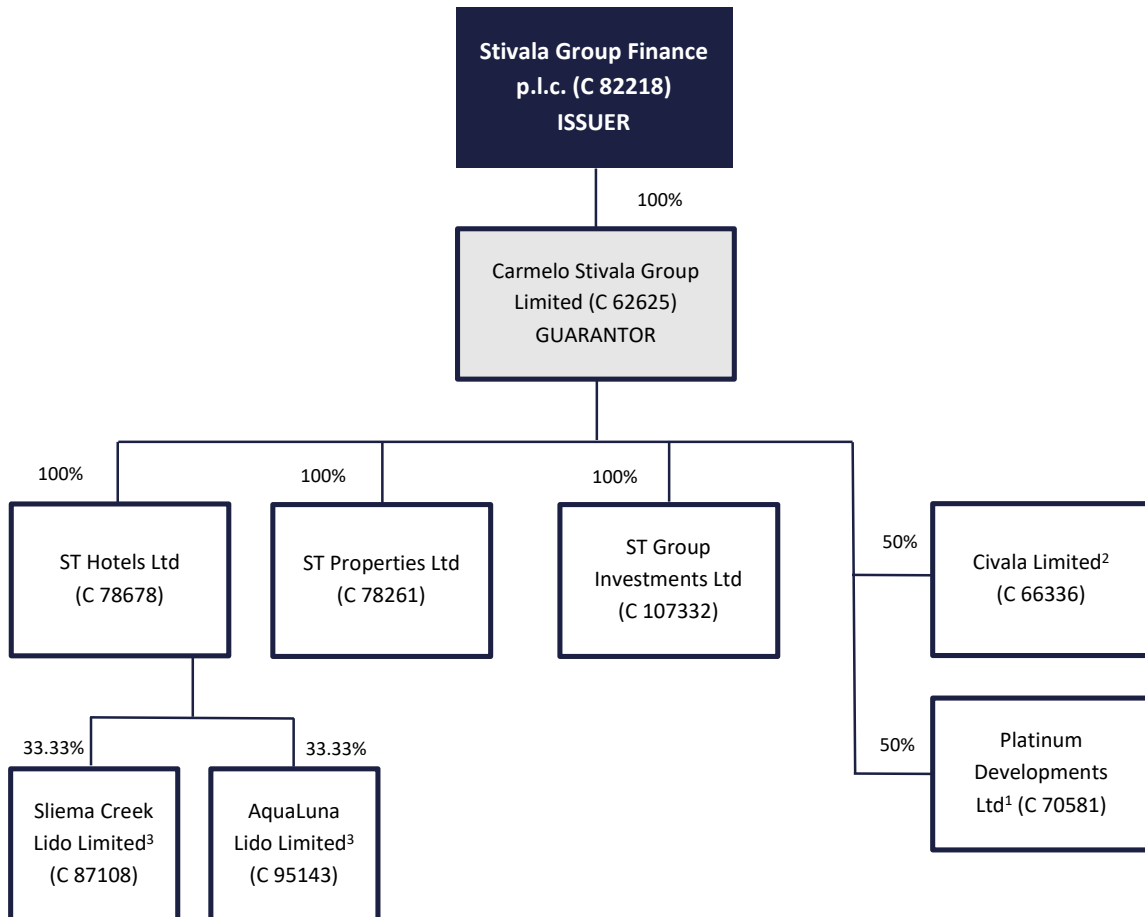 Stivala Group Finance
p.l.c. (C 82218)
ISSUER
100%
Carmelo Stivala Group
Limited (C 62625)
GUARANTOR
100%
100%
100%
ST Hotels Ltd
(C 78678)
ST Properties Ltd
(C 78261)
ST Group
Investments Ltd
(C 107332)
50%
Civala Limited²
(C 66336)
33.33%
33.33%
Sliema Creek
Lido Limited³
(C 87108)
AquaLuna
Lido Limited³
(C 95143)
50%
Platinum
Developments
Ltd¹ (C 70581)